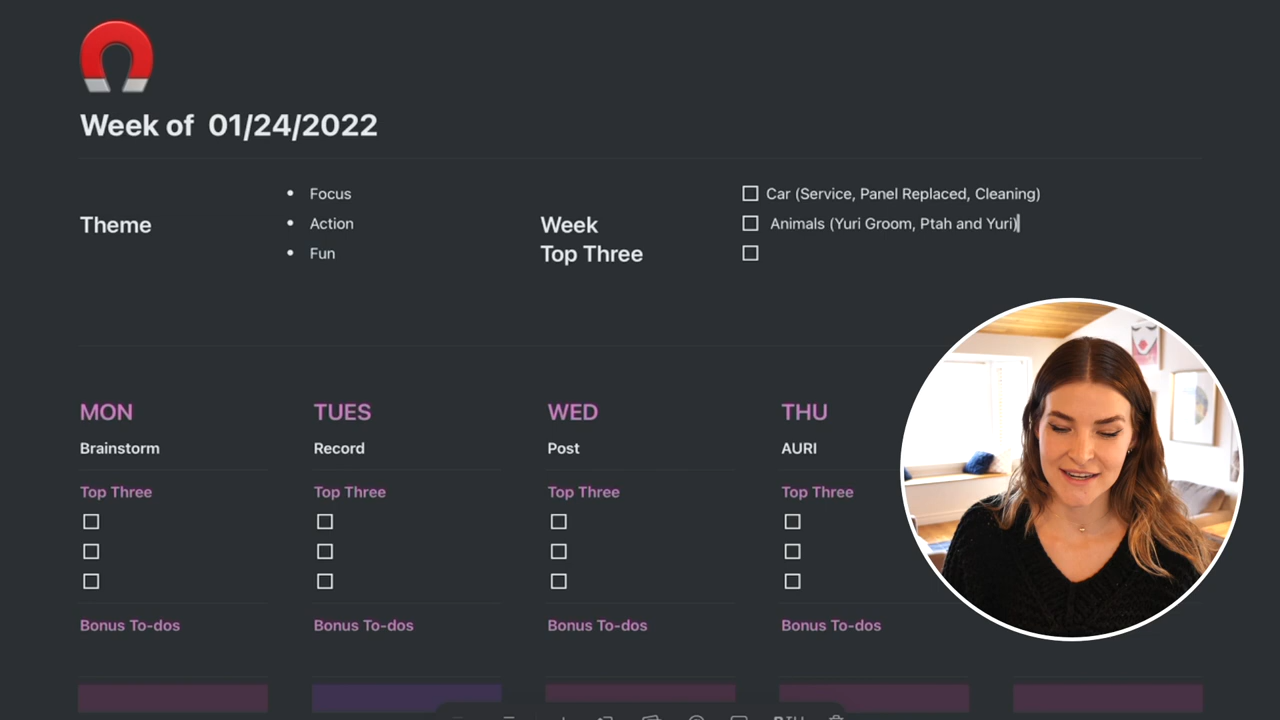 Week of 01/24/2022
Theme
Focus
Action
Fun
Week
Top Three
Car (Service, Panel Replaced, Cleaning)
Animals (Yuri Groom, Ptah and Yuri)
MON
Brainstorm
Top Three
Bonus To-dos
TUES
Record
Top Three
Bonus To-dos
WED
Post
Top Three
Bonus To-dos
THU
AURI
Top Three
Bonus To-dos